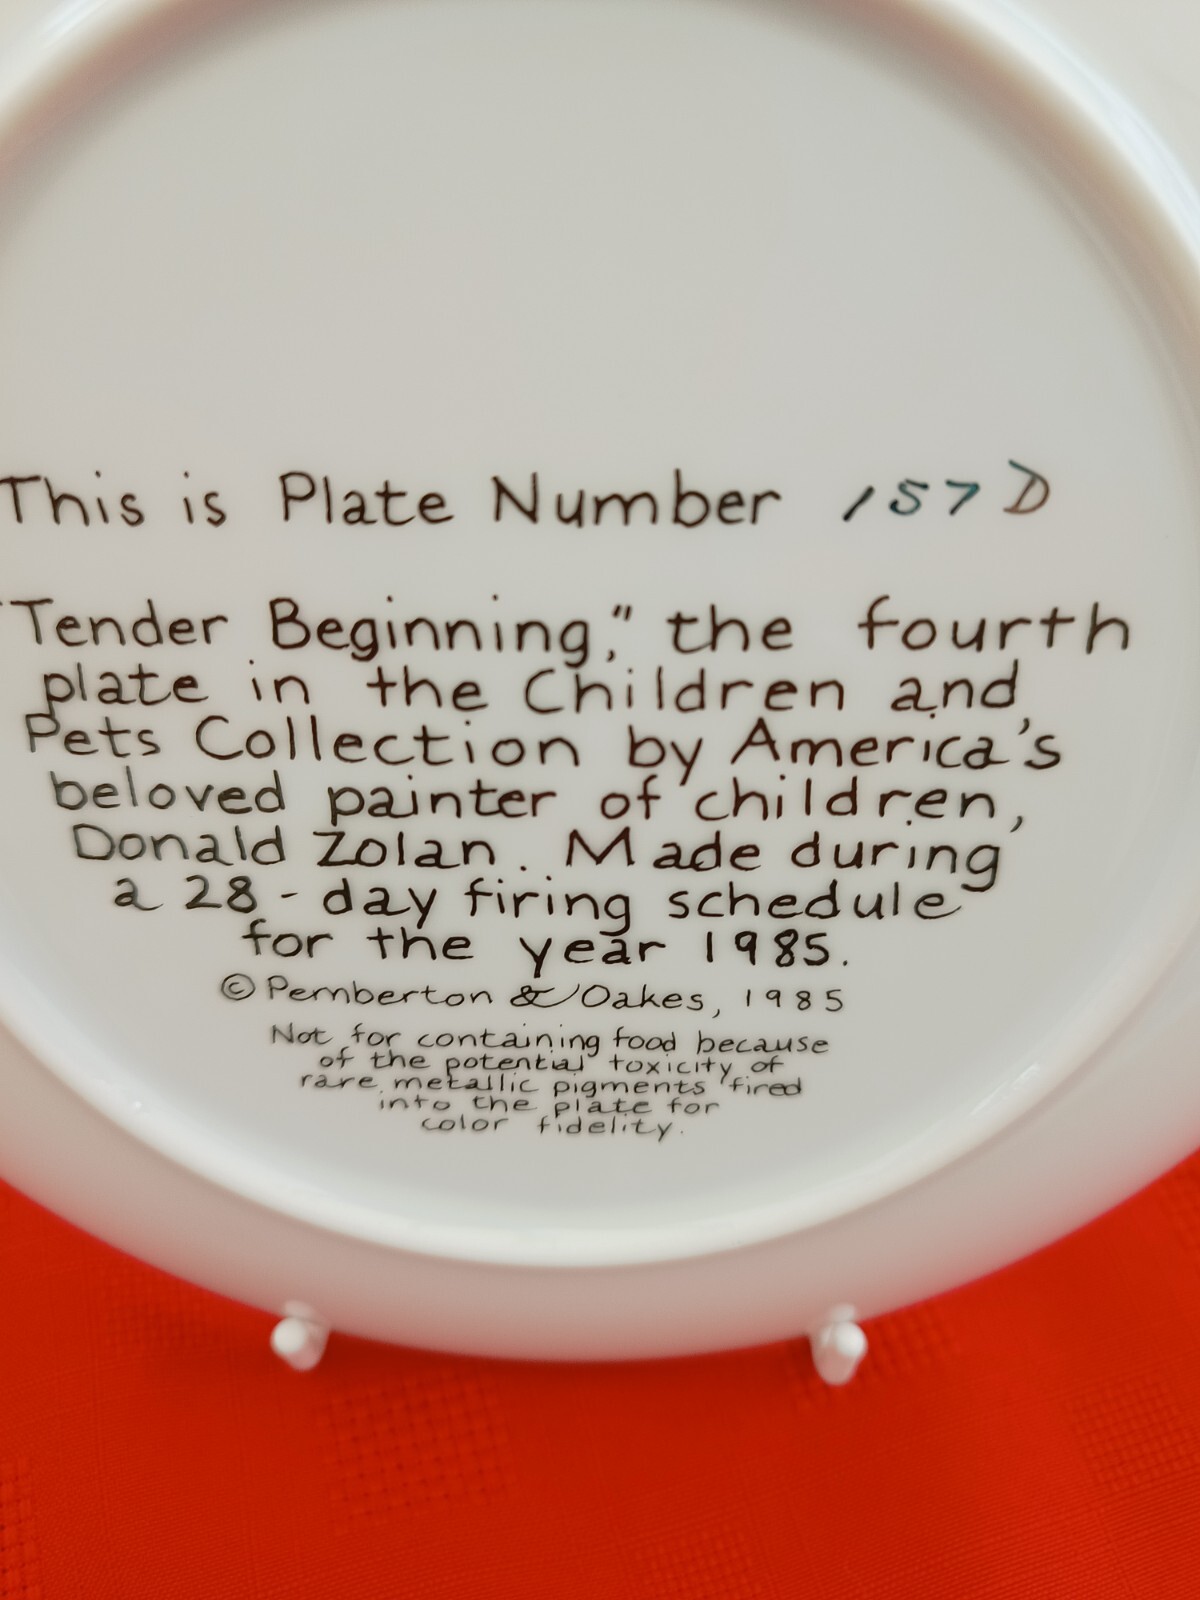 This is Plate Number 157D
"Tender Beginning," the fourth
plate in the Children and
Pets Collection by America's
beloved painter of children,
Donald Zolan. Made during
a 28-day firing schedule
for the year 1985.
© Pemberton & Oakes, 1985
Not for containing food because
of the potential toxicity of
rare metallic pigments fired
into the plate for
color fidelity.